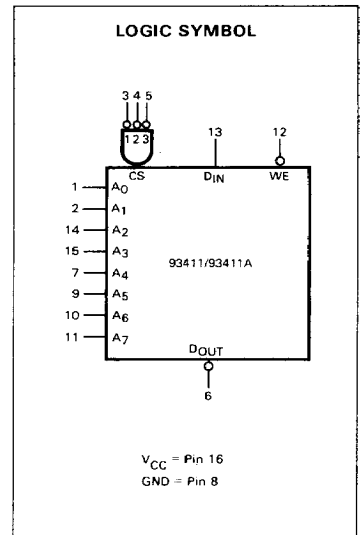 LOGIC SYMBOL
3 4 5
1 2 3
13
12
CS
DIN
WE
1 A0
2 A1
14 A2
15 A3
93411/93411A
7 A4
9 A5
10 A6
11 A7
DOUT
6
VCC = Pin 16
GND = Pin 8